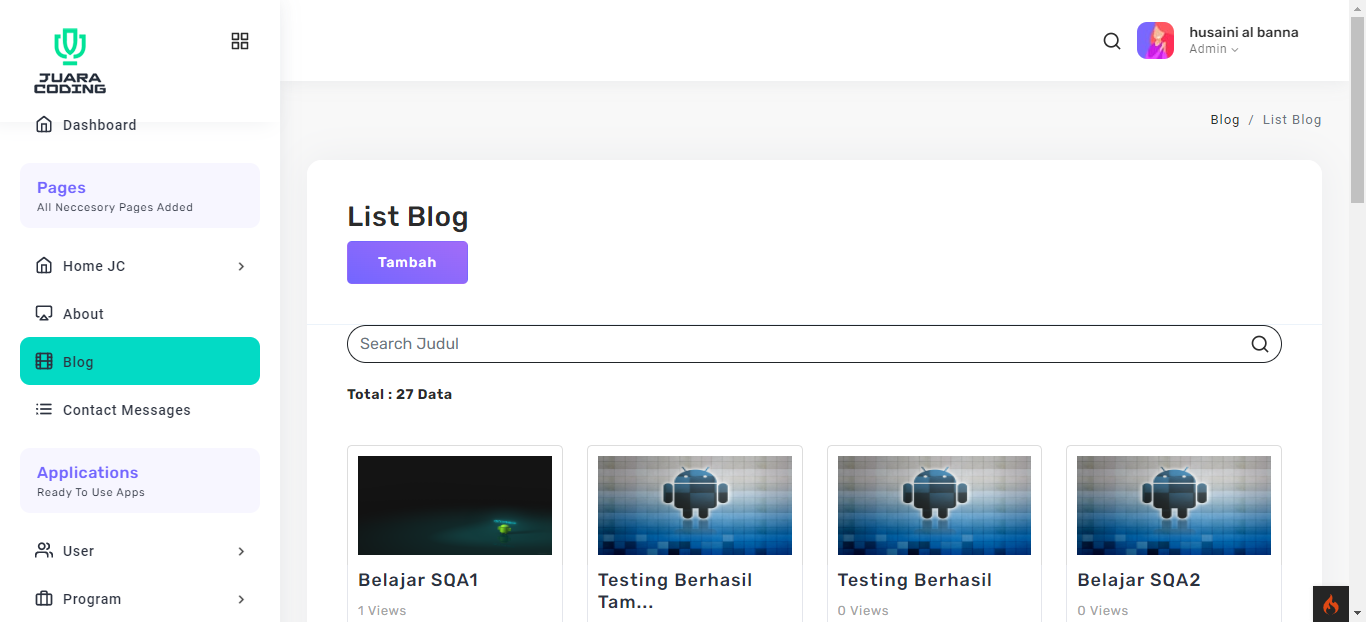 JUARA
CODING
husaini al banna
Admin
Dashboard
Blog / List Blog
Pages
All Neccesory Pages Added
List Blog
Tambah
Home JC
About
Search Judul
Blog
Total : 27 Data
Contact Messages
Applications
Ready To Use Apps
User
Program
Belajar SQA1
1 Views
Testing Berhasil
Tam...
Testing Berhasil
0 Views
Belajar SQA2
0 Views